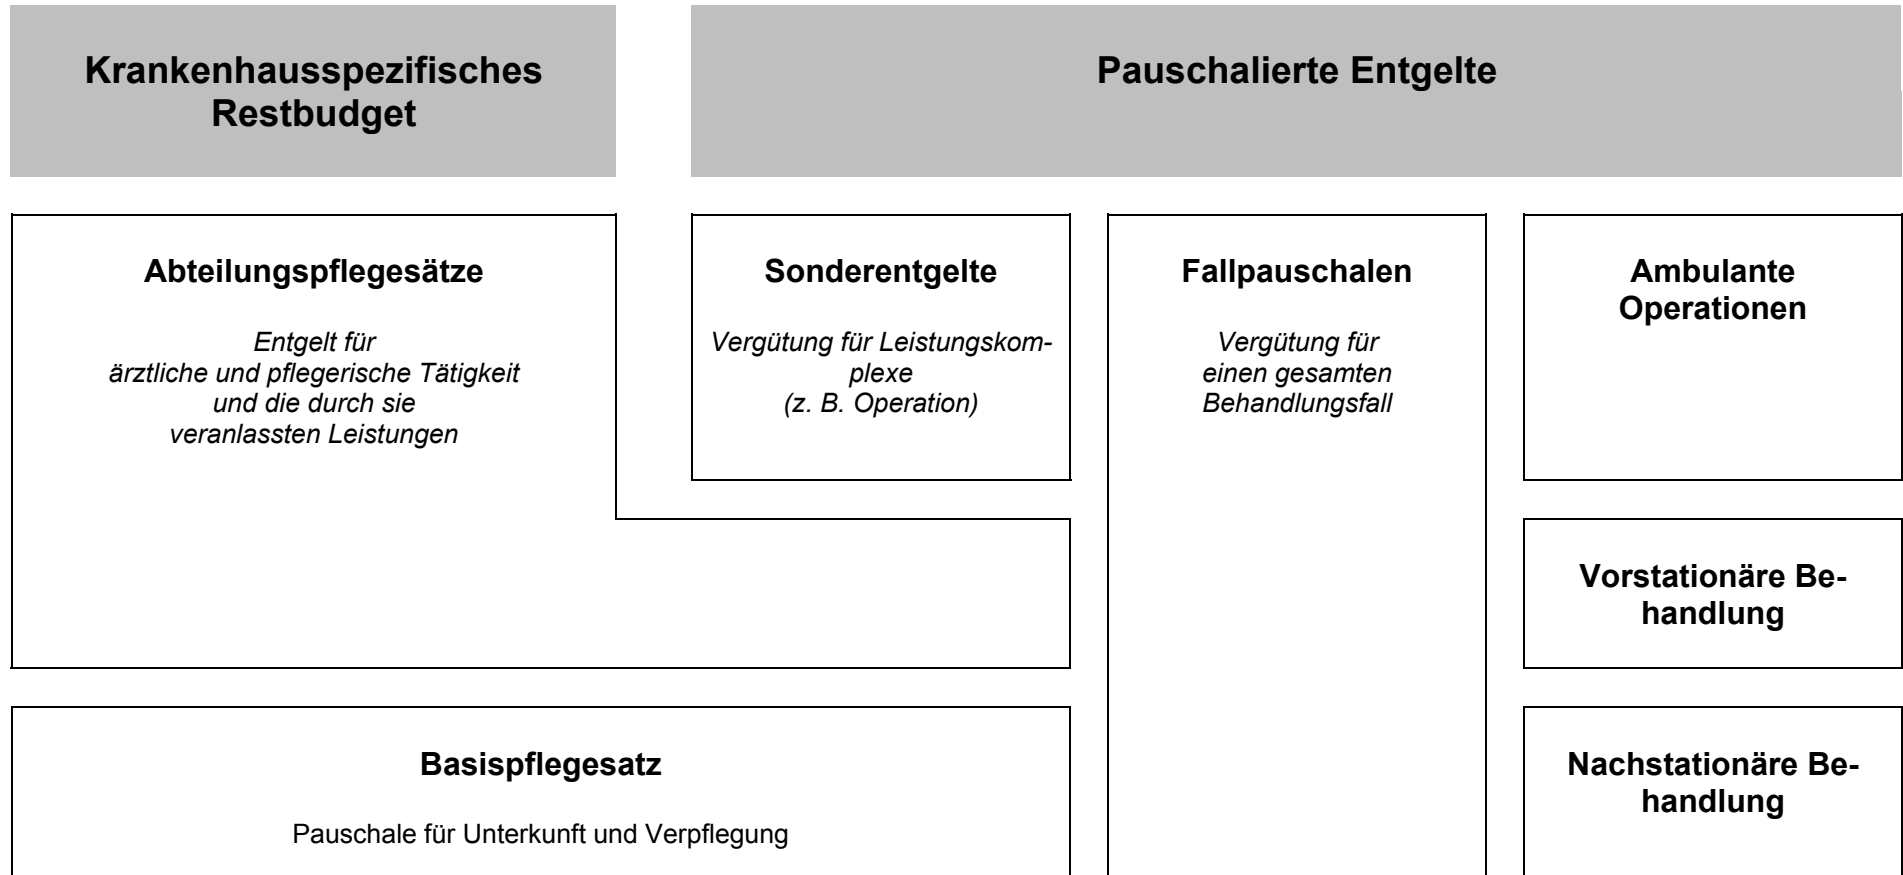 Krankenhausspezifisches
Restbudget
Pauschalierte Entgelte
Abteilungspflegesätze
Entgelt für
ärztliche und pflegerische Tätigkeit
und die durch sie
veranlassten Leistungen
Sonderentgelte
Vergütung für Leistungskom-
plexe
(z. B. Operation)
Fallpauschalen
Vergütung für
einen gesamten
Behandlungsfall
Ambulante
Operationen
Vorstationäre Be-
handlung
Basispflegesatz
Pauschale für Unterkunft und Verpflegung
Nachstationäre Be-
handlung